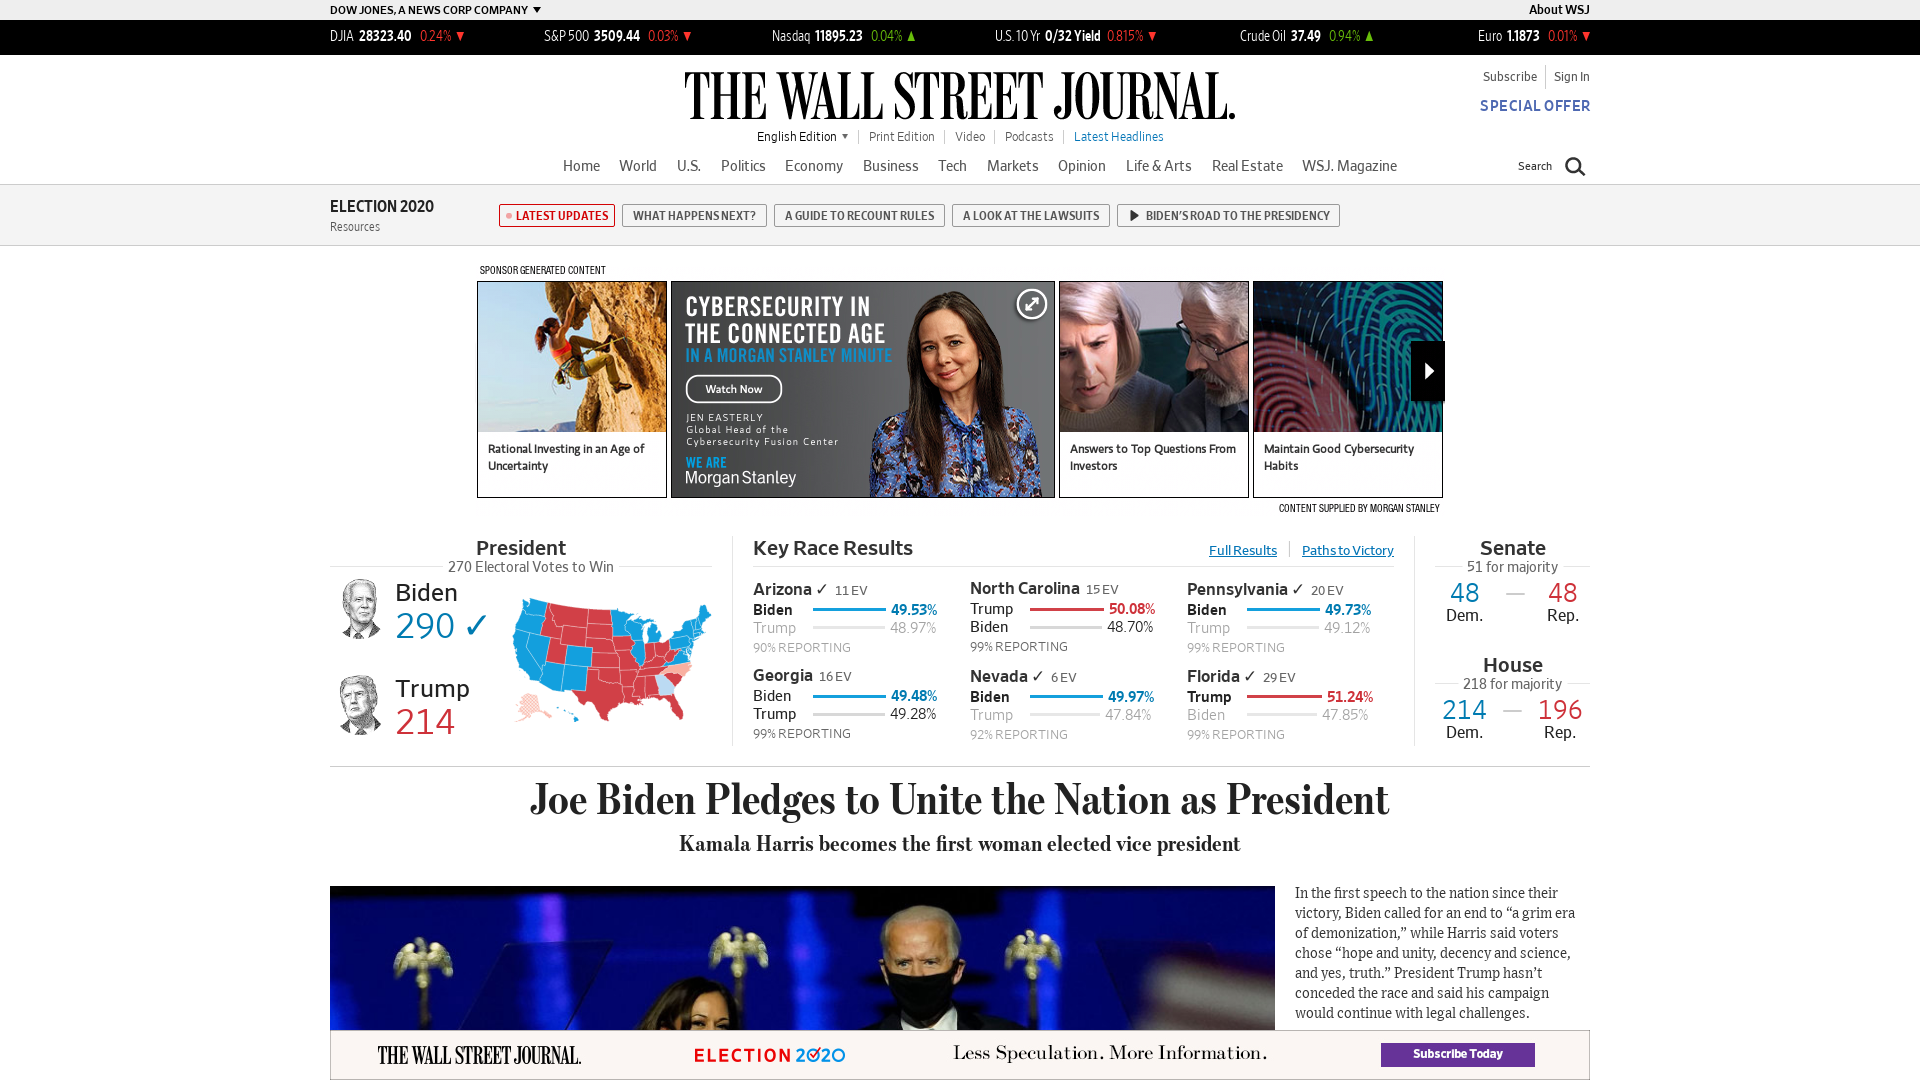 DOW JONES, A NEWS CORP COMPANY
About WSJ
DJIA 28323.40 0.24%
S&P 500 3509.44 0.03%
Nasdaq 11895.23 0.04%
U.S. 10 Yr 0/32 Yield 0.815%
Crude Oil 37.49 0.94%
Euro 1.1873 0.01%
THE WALL STREET JOURNAL.
Subscribe
Sign In
SPECIAL OFFER
English Edition
Print Edition
Video
Podcasts
Latest Headlines
Home World U.S. Politics Economy Business Tech Markets Opinion Life & Arts Real Estate WSJ. Magazine
Search
ELECTION 2020
Resources
LATEST UPDATES
WHAT HAPPENS NEXT?
A GUIDE TO RECOUNT RULES
A LOOK AT THE LAWSUITS
BIDEN'S ROAD TO THE PRESIDENCY
SPONSOR GENERATED CONTENT
Rational Investing in an Age of
Uncertainty
CYBERSECURITY IN
THE CONNECTED AGE
IN A MORGAN STANLEY MINUTE
Watch Now
JEN EASTERLY
Global Head of the
Cybersecurity Fusion Center
WE ARE
Morgan Stanley
Answers to Top Questions From
Investors
Maintain Good Cybersecurity
Habits
CONTENT SUPPLIED BY MORGAN STANLEY
President
270 Electoral Votes to Win
Biden
290 ✓
Trump
214
Key Race Results
Full Results
Paths to Victory
Arizona ✓ 11 EV
Biden 49.53%
Trump 48.97%
90% REPORTING
North Carolina 15 EV
Trump 50.08%
Biden 48.70%
99% REPORTING
Pennsylvania ✓ 20 EV
Biden 49.73%
Trump 49.12%
99% REPORTING
Georgia 16 EV
Biden 49.48%
Trump 49.28%
99% REPORTING
Nevada ✓ 6 EV
Biden 49.97%
Trump 47.84%
92% REPORTING
Florida ✓ 29 EV
Trump 51.24%
Biden 47.85%
99% REPORTING
Senate
51 for majority
48 — 48
Dem. Rep.
House
218 for majority
214 — 196
Dem. Rep.
Joe Biden Pledges to Unite the Nation as President
Kamala Harris becomes the first woman elected vice president
In the first speech to the nation since their
victory, Biden called for an end to “a grim era
of demonization,” while Harris said voters
chose “hope and unity, decency and science,
and yes, truth.” President Trump hasn’t
conceded the race and said his campaign
would continue with legal challenges.
THE WALL STREET JOURNAL.
ELECTION 2020
Less Speculation. More Information.
Subscribe Today